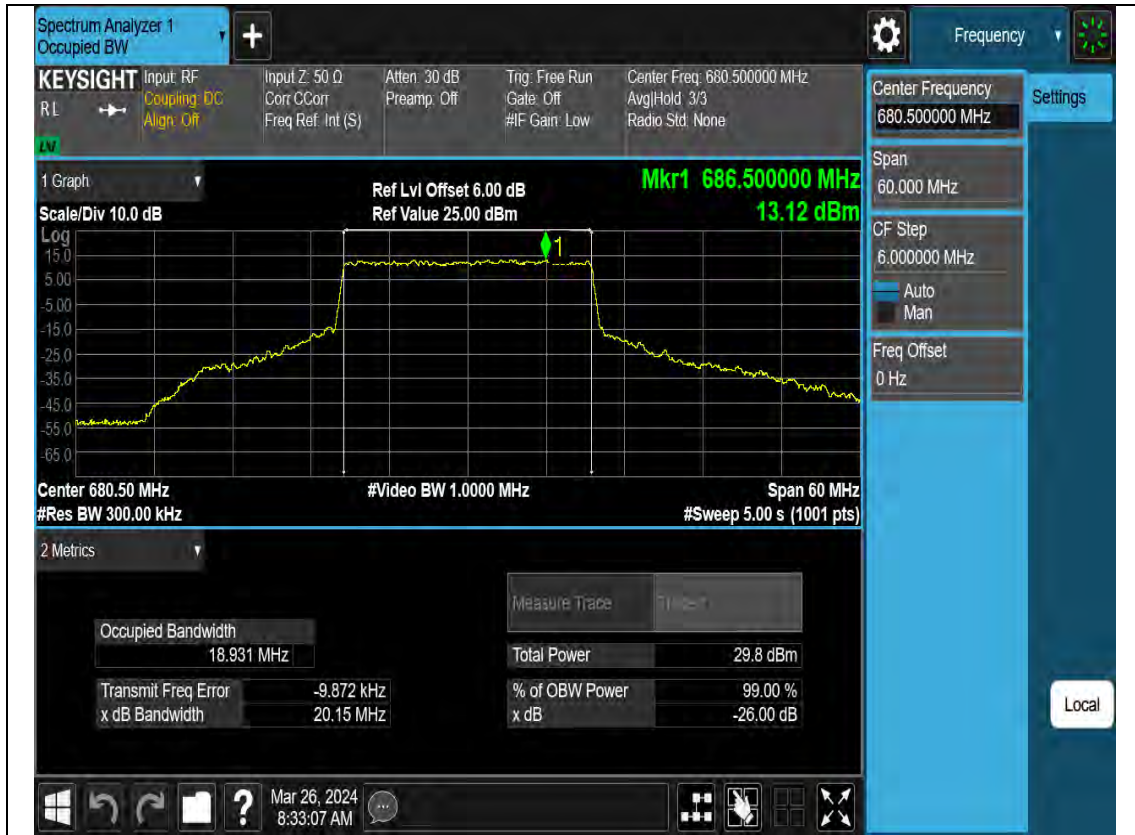 Spectrum Analyzer 1
Occupied BW
Frequency
KEYSIGHT
RL
Input: RF
Coupling: DC
Align: Off
Input Z: 50 Ω
Corr CCorr
Freq Ref: Int (S)
Atten: 30 dB
Preamp: Off
Trig: Free Run
Gate: Off
#IF Gain: Low
Center Freq: 680.500000 MHz
Avg|Hold: 3/3
Radio Std: None
Center Frequency
680.500000 MHz
Settings
Span
60.000 MHz
CF Step
6.000000 MHz
Auto
Man
Freq Offset
0 Hz
Local
1 Graph
Scale/Div 10.0 dB
Ref Lvl Offset 6.00 dB
Ref Value 25.00 dBm
Mkr1 686.500000 MHz
13.12 dBm
Log
15.0
5.00
-5.00
-15.0
-25.0
-35.0
-45.0
-55.0
-65.0
1
Center 680.50 MHz
#Video BW 1.0000 MHz
Span 60 MHz
#Res BW 300.00 kHz
#Sweep 5.00 s (1001 pts)
2 Metrics
Measure Trace
Occupied Bandwidth
18.931 MHz
Total Power 29.8 dBm
Transmit Freq Error -9.872 kHz
% of OBW Power 99.00 %
x dB Bandwidth 20.15 MHz
x dB -26.00 dB
Mar 26, 2024
8:33:07 AM